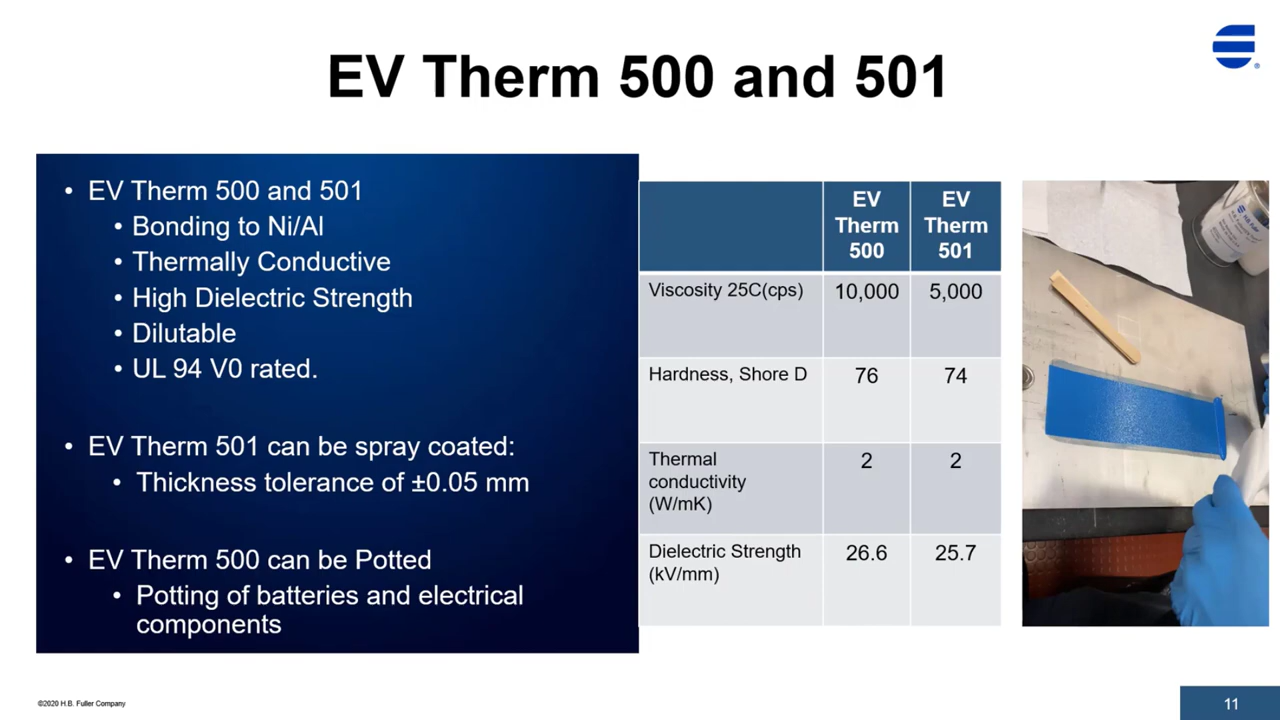 EV Therm 500 and 501
• EV Therm 500 and 501
• Bonding to Ni/Al
• Thermally Conductive
• High Dielectric Strength
• Dilutable
• UL 94 V0 rated.
• EV Therm 501 can be spray coated:
• Thickness tolerance of ±0.05 mm
• EV Therm 500 can be Potted
• Potting of batteries and electrical
components
EV Therm 500 EV Therm 501
Viscosity 25C(cps) 10,000 5,000
Hardness, Shore D 76 74
Thermal conductivity (W/mK) 2 2
Dielectric Strength (kV/mm) 26.6 25.7
H.B. Fuller
©2020 H.B. Fuller Company
11